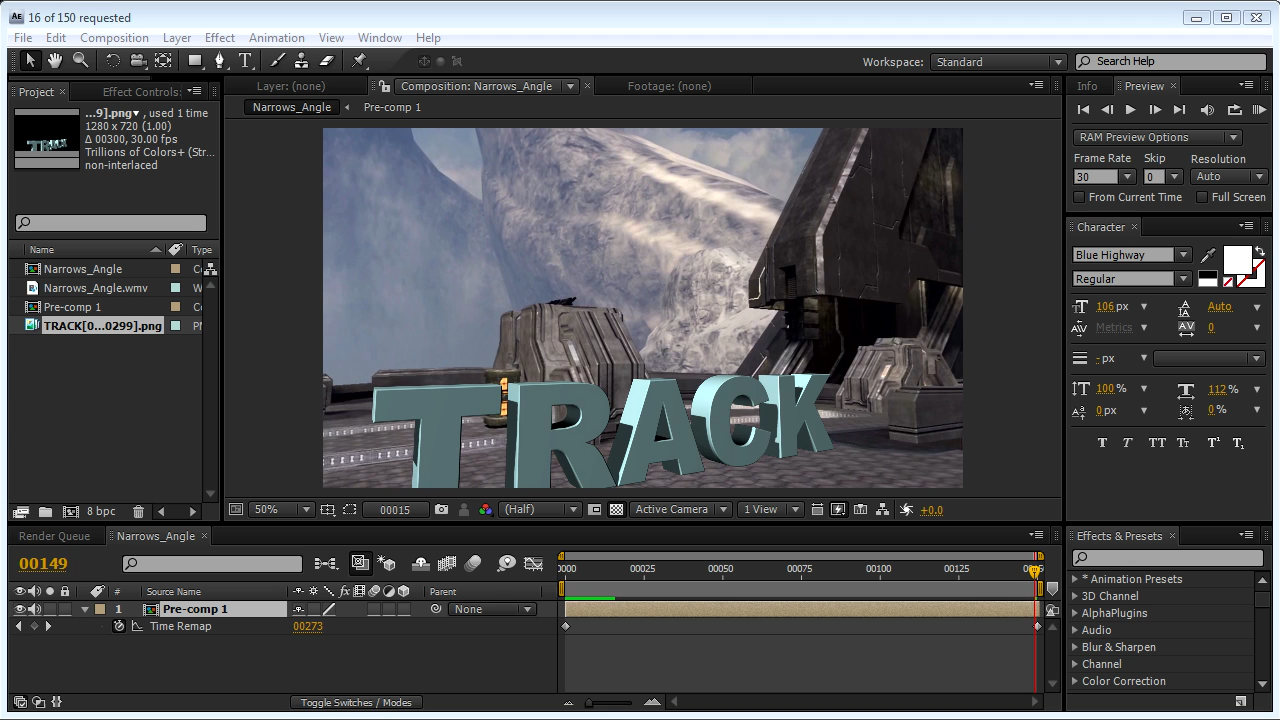 Ae 16 of 150 requested
File Edit Composition Layer Effect Animation View Window Help
Workspace: Standard Search Help
Project Effect Controls: Layer: (none) Composition: Narrows_Angle Footage: (none) Info Preview
Narrows_Angle Pre-comp 1
...9].png, used 1 time
1280 x 720 (1.00)
Δ 00300, 30.00 fps
Trillions of Colors+ (Str...
non-interlaced
RAM Preview Options
Frame Rate Skip Resolution
30 0 Auto
From Current Time Full Screen
Name Type
Narrows_Angle
Narrows_Angle.wmv W
Pre-comp 1
TRACK[0...0299].png
8 bpc
TRACK
Character
Blue Highway
Regular
106 px Auto
Metrics 0
- px
100 % 112 %
0 px 0 %
T T TT Tt T¹ T₁
50% 00015 (Half) Active Camera 1 View +0.0
Render Queue Narrows_Angle
00149
0000 00025 00050 00075 00100 00125
# Source Name Parent
1 Pre-comp 1 None
Time Remap 00273
Toggle Switches / Modes
Effects & Presets
* Animation Presets
3D Channel
AlphaPlugins
Audio
Blur & Sharpen
Channel
Color Correction